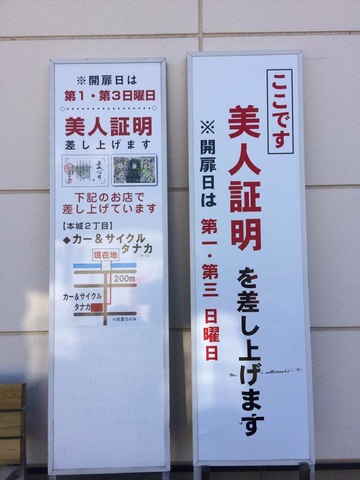 ※開扉日は
第1・第3日曜日
美人証明
差し上げます
下記のお店で
差し上げています
【本城2丁目】
◆カー&サイクル
タナカ
現在地
200m
カー&サイクル
タナカ
ここです
美人証明を差し上げます
※開扉日は第一・第三日曜日